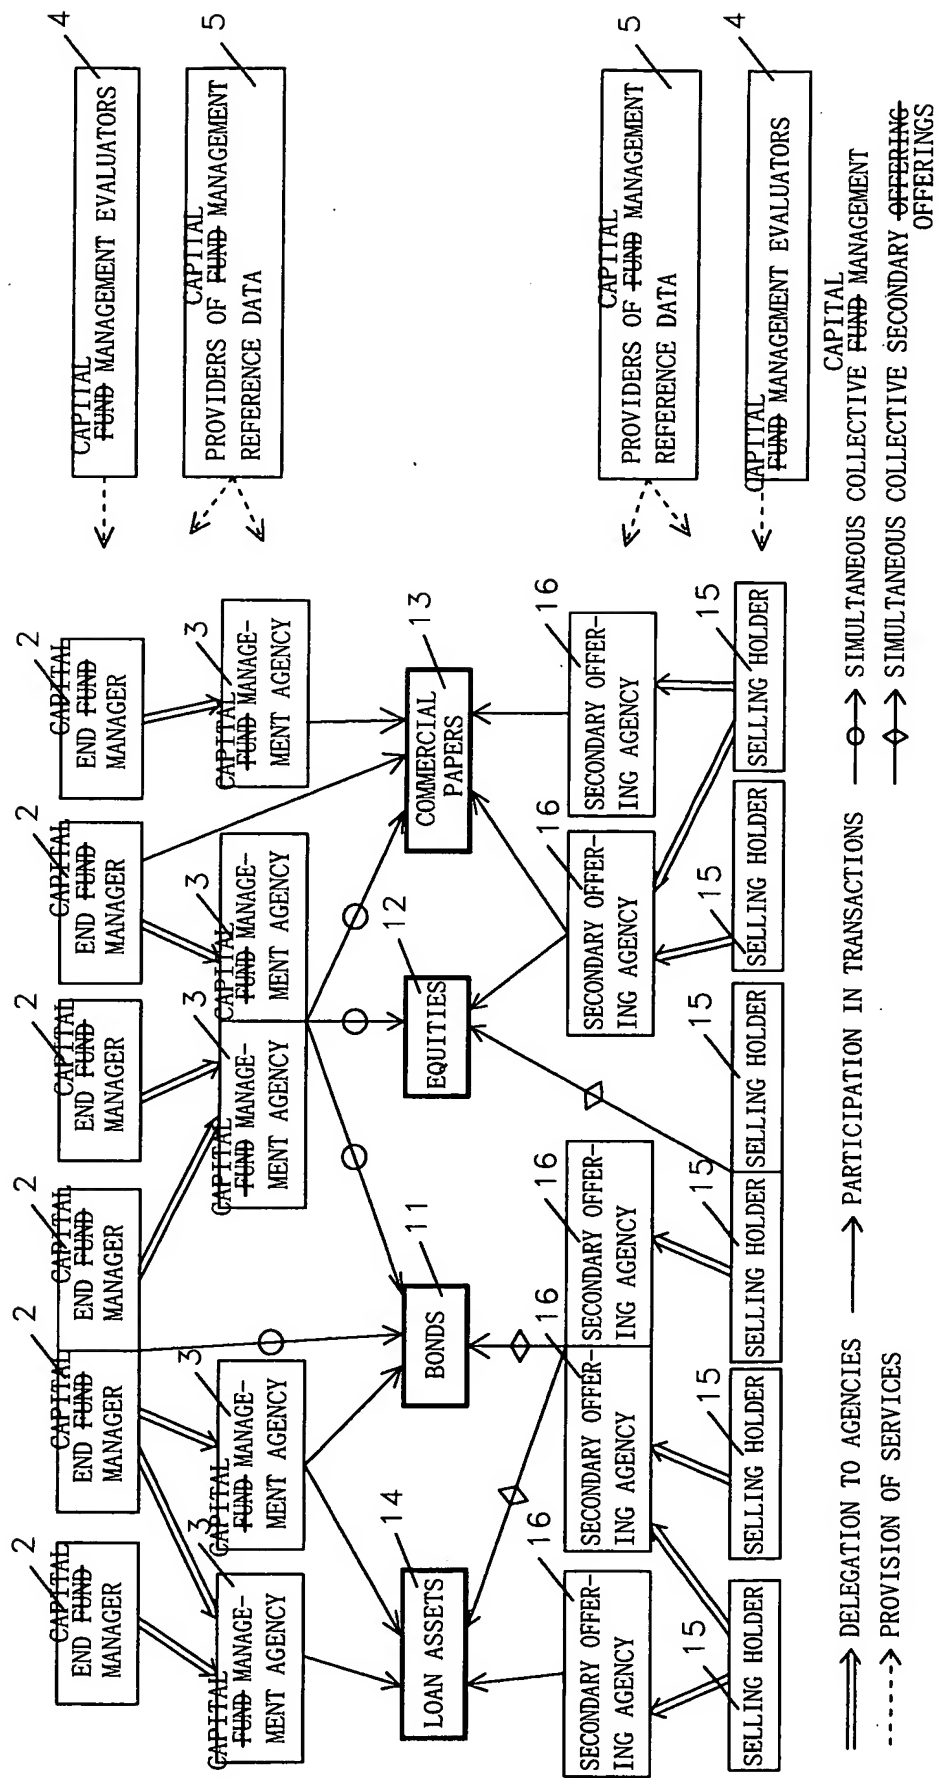 2
CAPITAL
END FUND
MANAGER
2
CAPITAL
END FUND
MANAGER
2
CAPITAL
END FUND
MANAGER
2
CAPITAL
END FUND
MANAGER
2
CAPITAL
END FUND
MANAGER
2
CAPITAL
END FUND
MANAGER
4
CAPITAL
FUND MANAGEMENT EVALUATORS
5
CAPITAL
PROVIDERS OF FUND MANAGEMENT
REFERENCE DATA
3
CAPITAL
FUND MANAGE-
MENT AGENCY
3
CAPITAL
FUND MANAGE-
MENT AGENCY
3
CAPITAL
FUND MANAGE-
MENT AGENCY
3
CAPITAL
FUND MANAGE-
MENT AGENCY
3
CAPITAL
FUND MANAGE-
MENT AGENCY
14
LOAN ASSETS
11
BONDS
12
EQUITIES
13
COMMERCIAL
PAPERS
16
SECONDARY OFFER-
ING AGENCY
16
SECONDARY OFFER-
ING AGENCY
16
SECONDARY OFFER-
ING AGENCY
16
SECONDARY OFFER-
ING AGENCY
16
SECONDARY OFFER-
ING AGENCY
5
CAPITAL
PROVIDERS OF FUND MANAGEMENT
REFERENCE DATA
15
SELLING HOLDER
15
SELLING HOLDER
15
SELLING HOLDER
15
SELLING HOLDER
15
SELLING HOLDER
15
SELLING HOLDER
4
CAPITAL
FUND MANAGEMENT EVALUATORS
DELEGATION TO AGENCIES
PARTICIPATION IN TRANSACTIONS
CAPITAL
SIMULTANEOUS COLLECTIVE FUND MANAGEMENT
PROVISION OF SERVICES
SIMULTANEOUS COLLECTIVE SECONDARY OFFERING
OFFERINGS